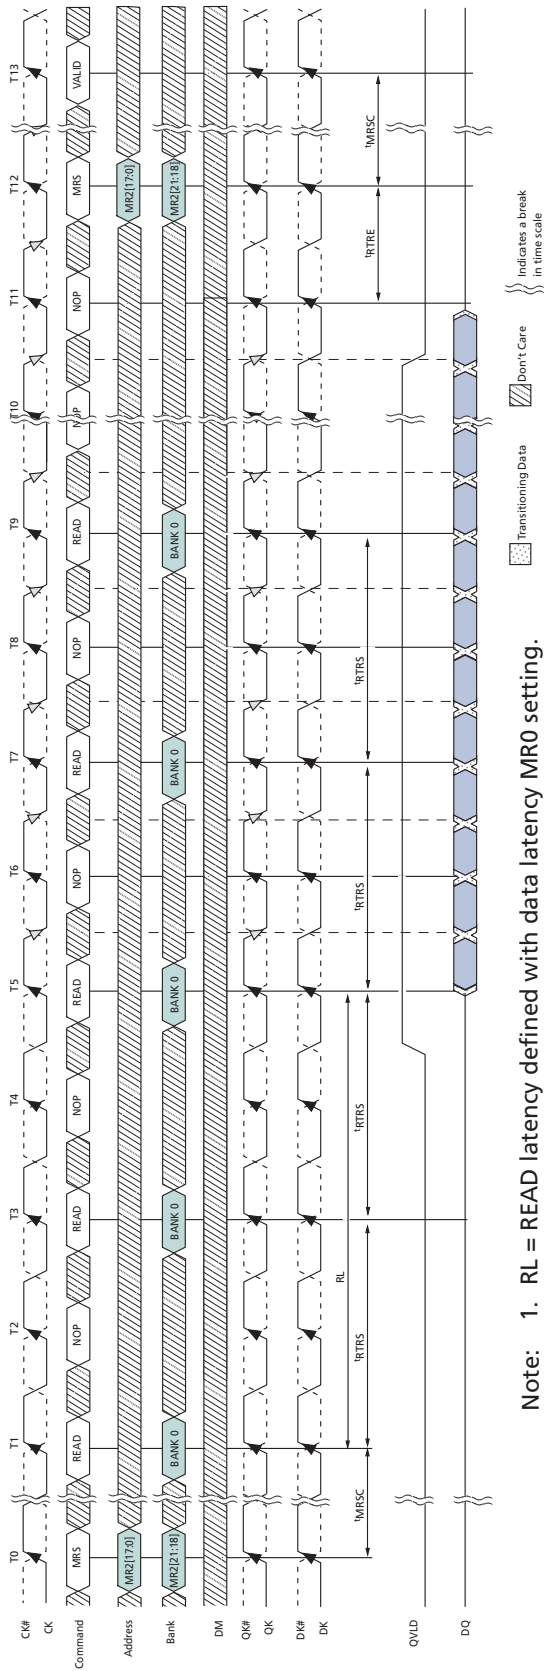 T0 T1 T2 T3 T4 T5 T6 T7 T8 T9 T10 T11 T12 T13
CK#
CK
Command MRS READ NOP READ NOP READ NOP READ NOP READ NOP NOP MRS VALID
Address MR2[17:0] MR2[17:0]
Bank MR2[21:18] BANK 0 BANK 0 BANK 0 BANK 0 BANK 0 MR2[21:18]
DM
QK#
QK
DK#
DK
RL
tMRSC tRTRS tRTRS tRTRS tRTRS tRTRE tMRSC
QVLD
DQ
Transitioning Data Don't Care Indicates a break
in time scale
Note: 1. RL = READ latency defined with data latency MR0 setting.